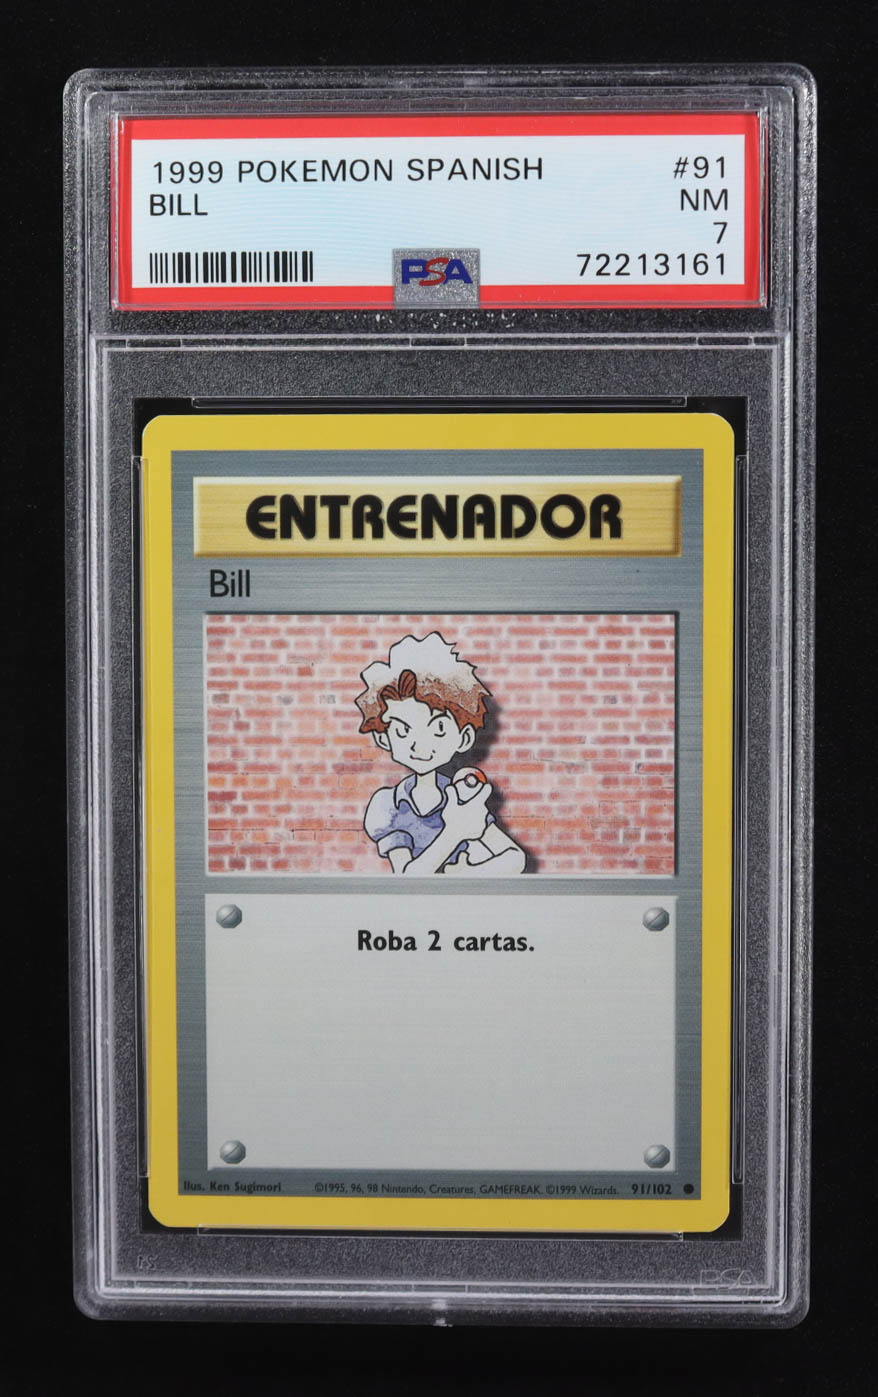 1999 POKEMON SPANISH #91
BILL NM
7
PSA 72213161
ENTRENADOR
Bill
Roba 2 cartas.
Ilus. Ken Sugimori ©1995, 96, 98 Nintendo, Creatures, GAMEFREAK. ©1999 Wizards. 91/102
PSA